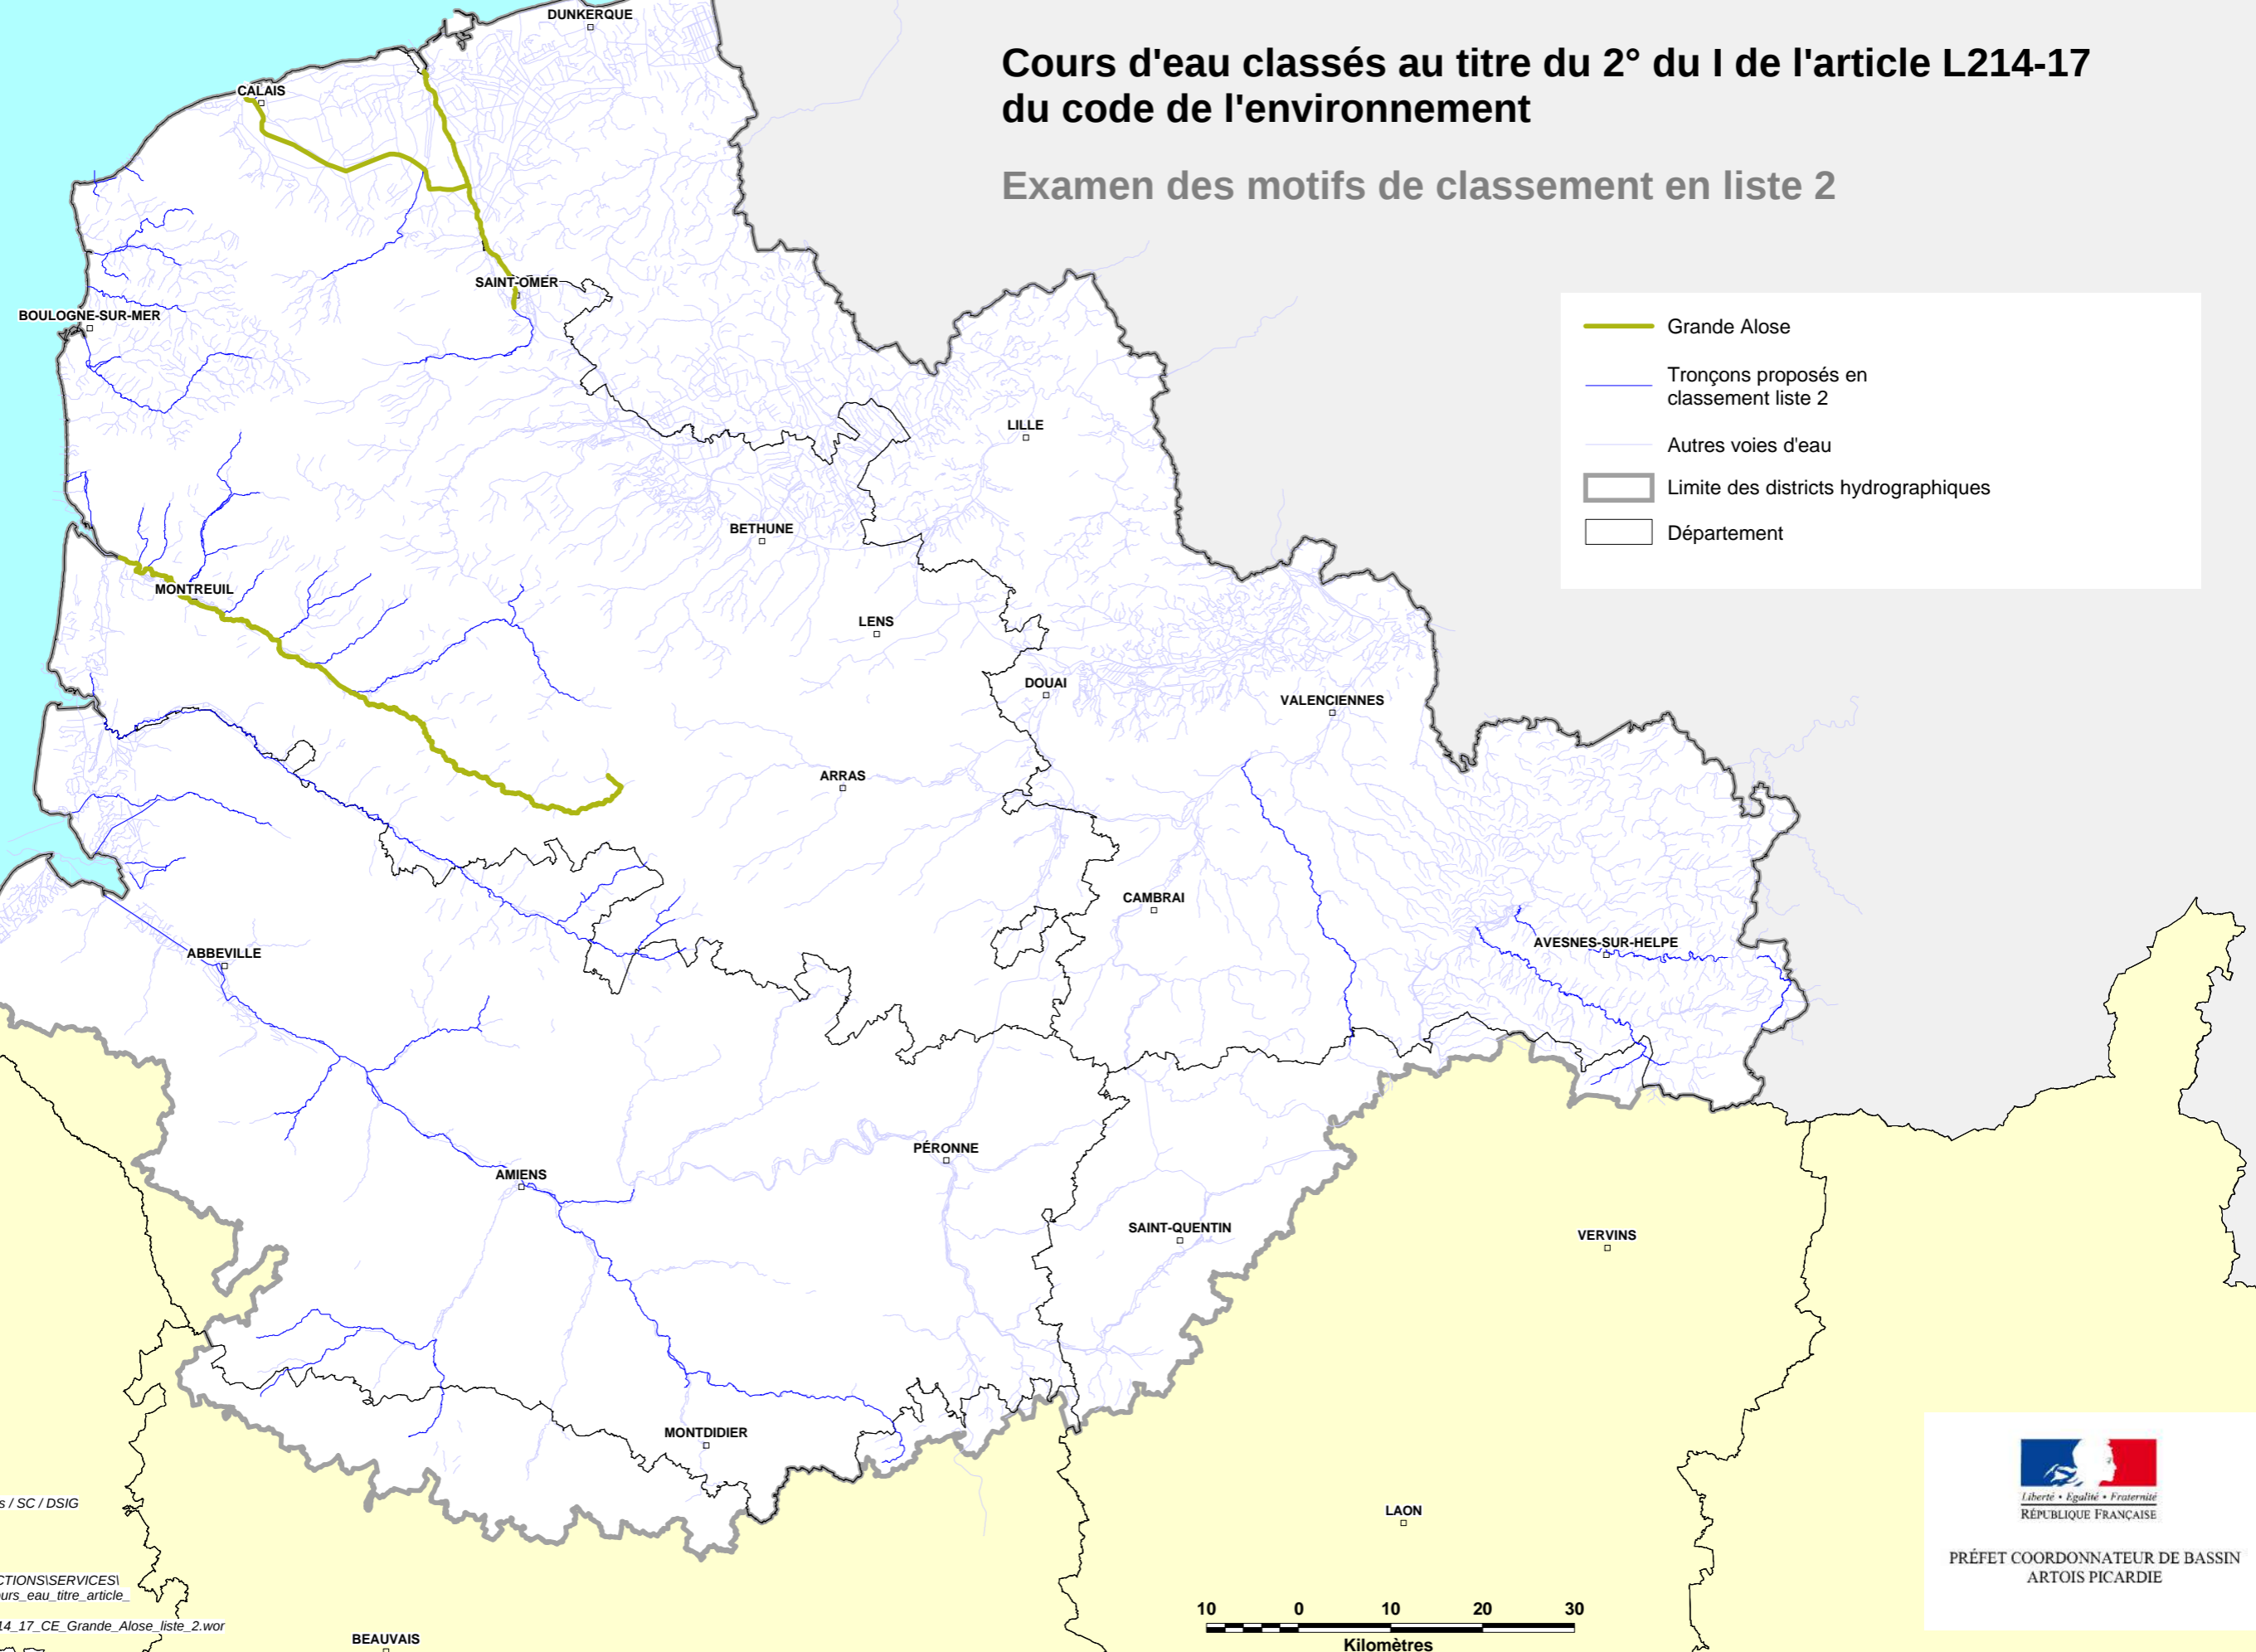 Cours d'eau classés au titre du 2° du I de l'article L214-17
du code de l'environnement
Examen des motifs de classement en liste 2
Grande Alose
Tronçons proposés en
classement liste 2
Autres voies d'eau
Limite des districts hydrographiques
Département
DUNKERQUE
CALAIS
SAINT-OMER
BOULOGNE-SUR-MER
LILLE
BETHUNE
MONTREUIL
LENS
DOUAI
VALENCIENNES
ARRAS
CAMBRAI
AVESNES-SUR-HELPE
ABBEVILLE
PÉRONNE
AMIENS
SAINT-QUENTIN
VERVINS
MONTDIDIER
LAON
BEAUVAIS
s / SC / DSIG
CTIONS\SERVICES\
urs_eau_titre_article_
14_17_CE_Grande_Alose_liste_2.wor
10 0 10 20 30
Kilomètres
Liberté • Egalité • Fraternité
RÉPUBLIQUE FRANÇAISE
PRÉFET COORDONNATEUR DE BASSIN
ARTOIS PICARDIE